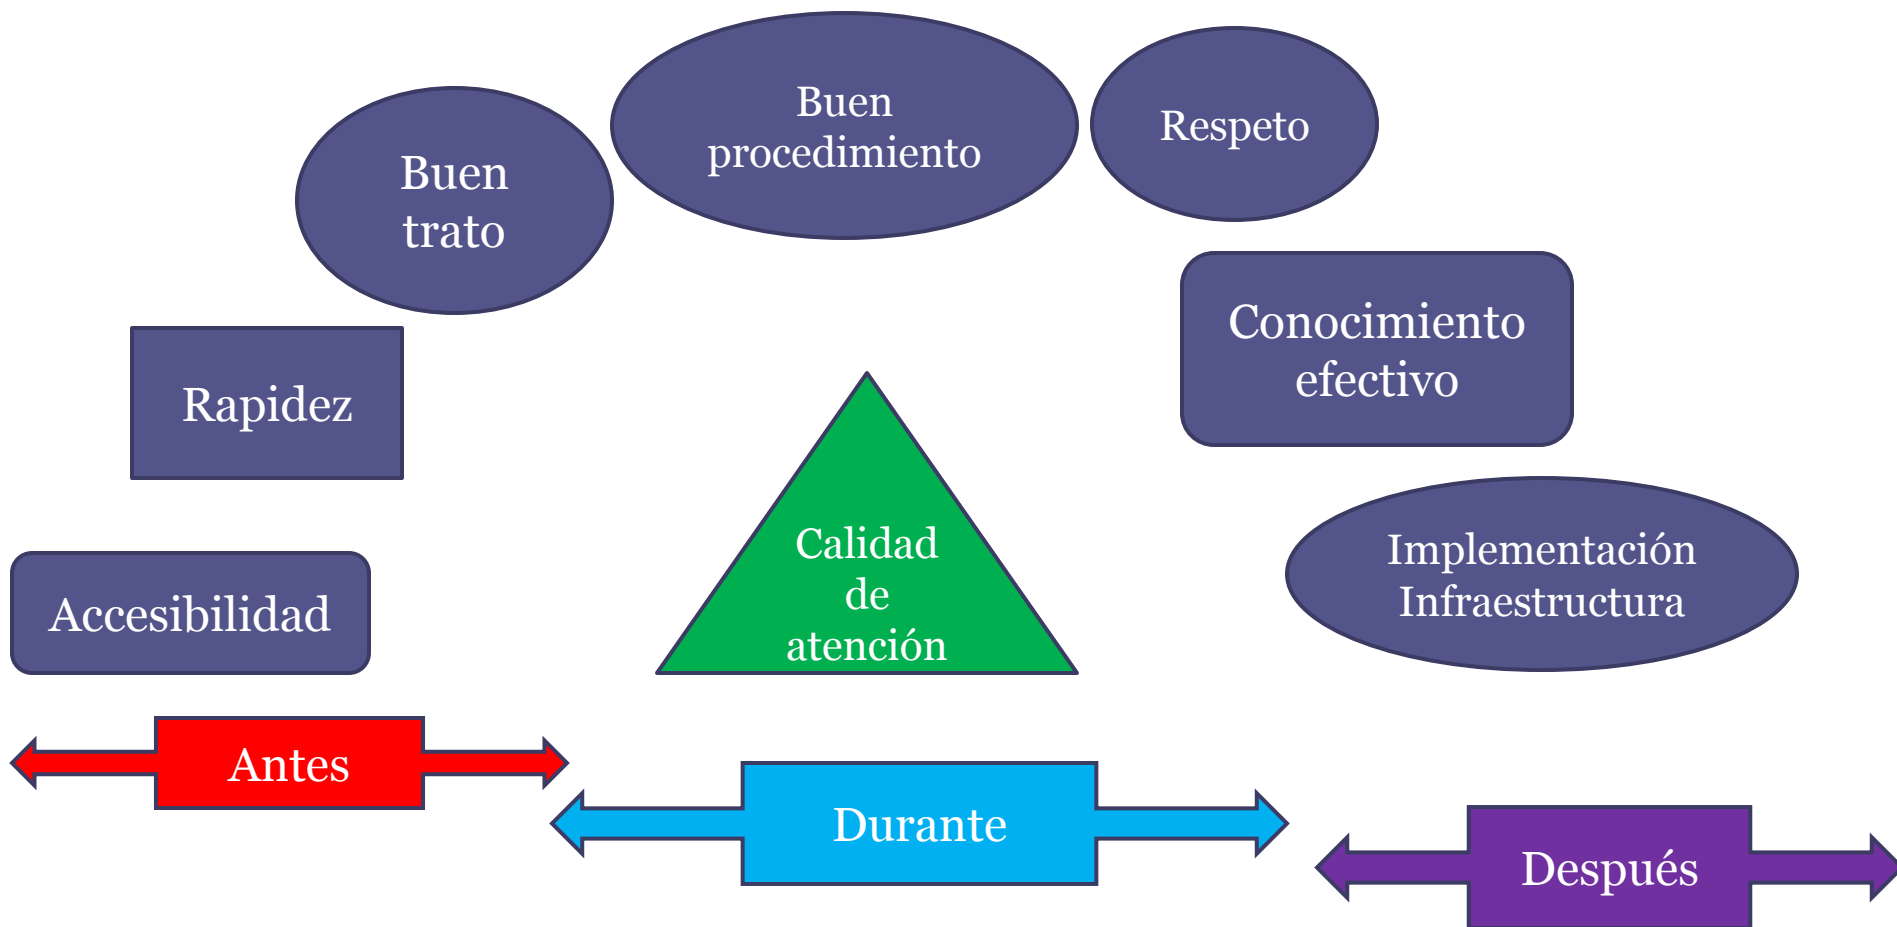 Buen
procedimiento
Respeto
Buen
trato
Conocimiento
efectivo
Rapidez
Calidad
de
atención
Implementación
Infraestructura
Accesibilidad
Antes
Durante
Después